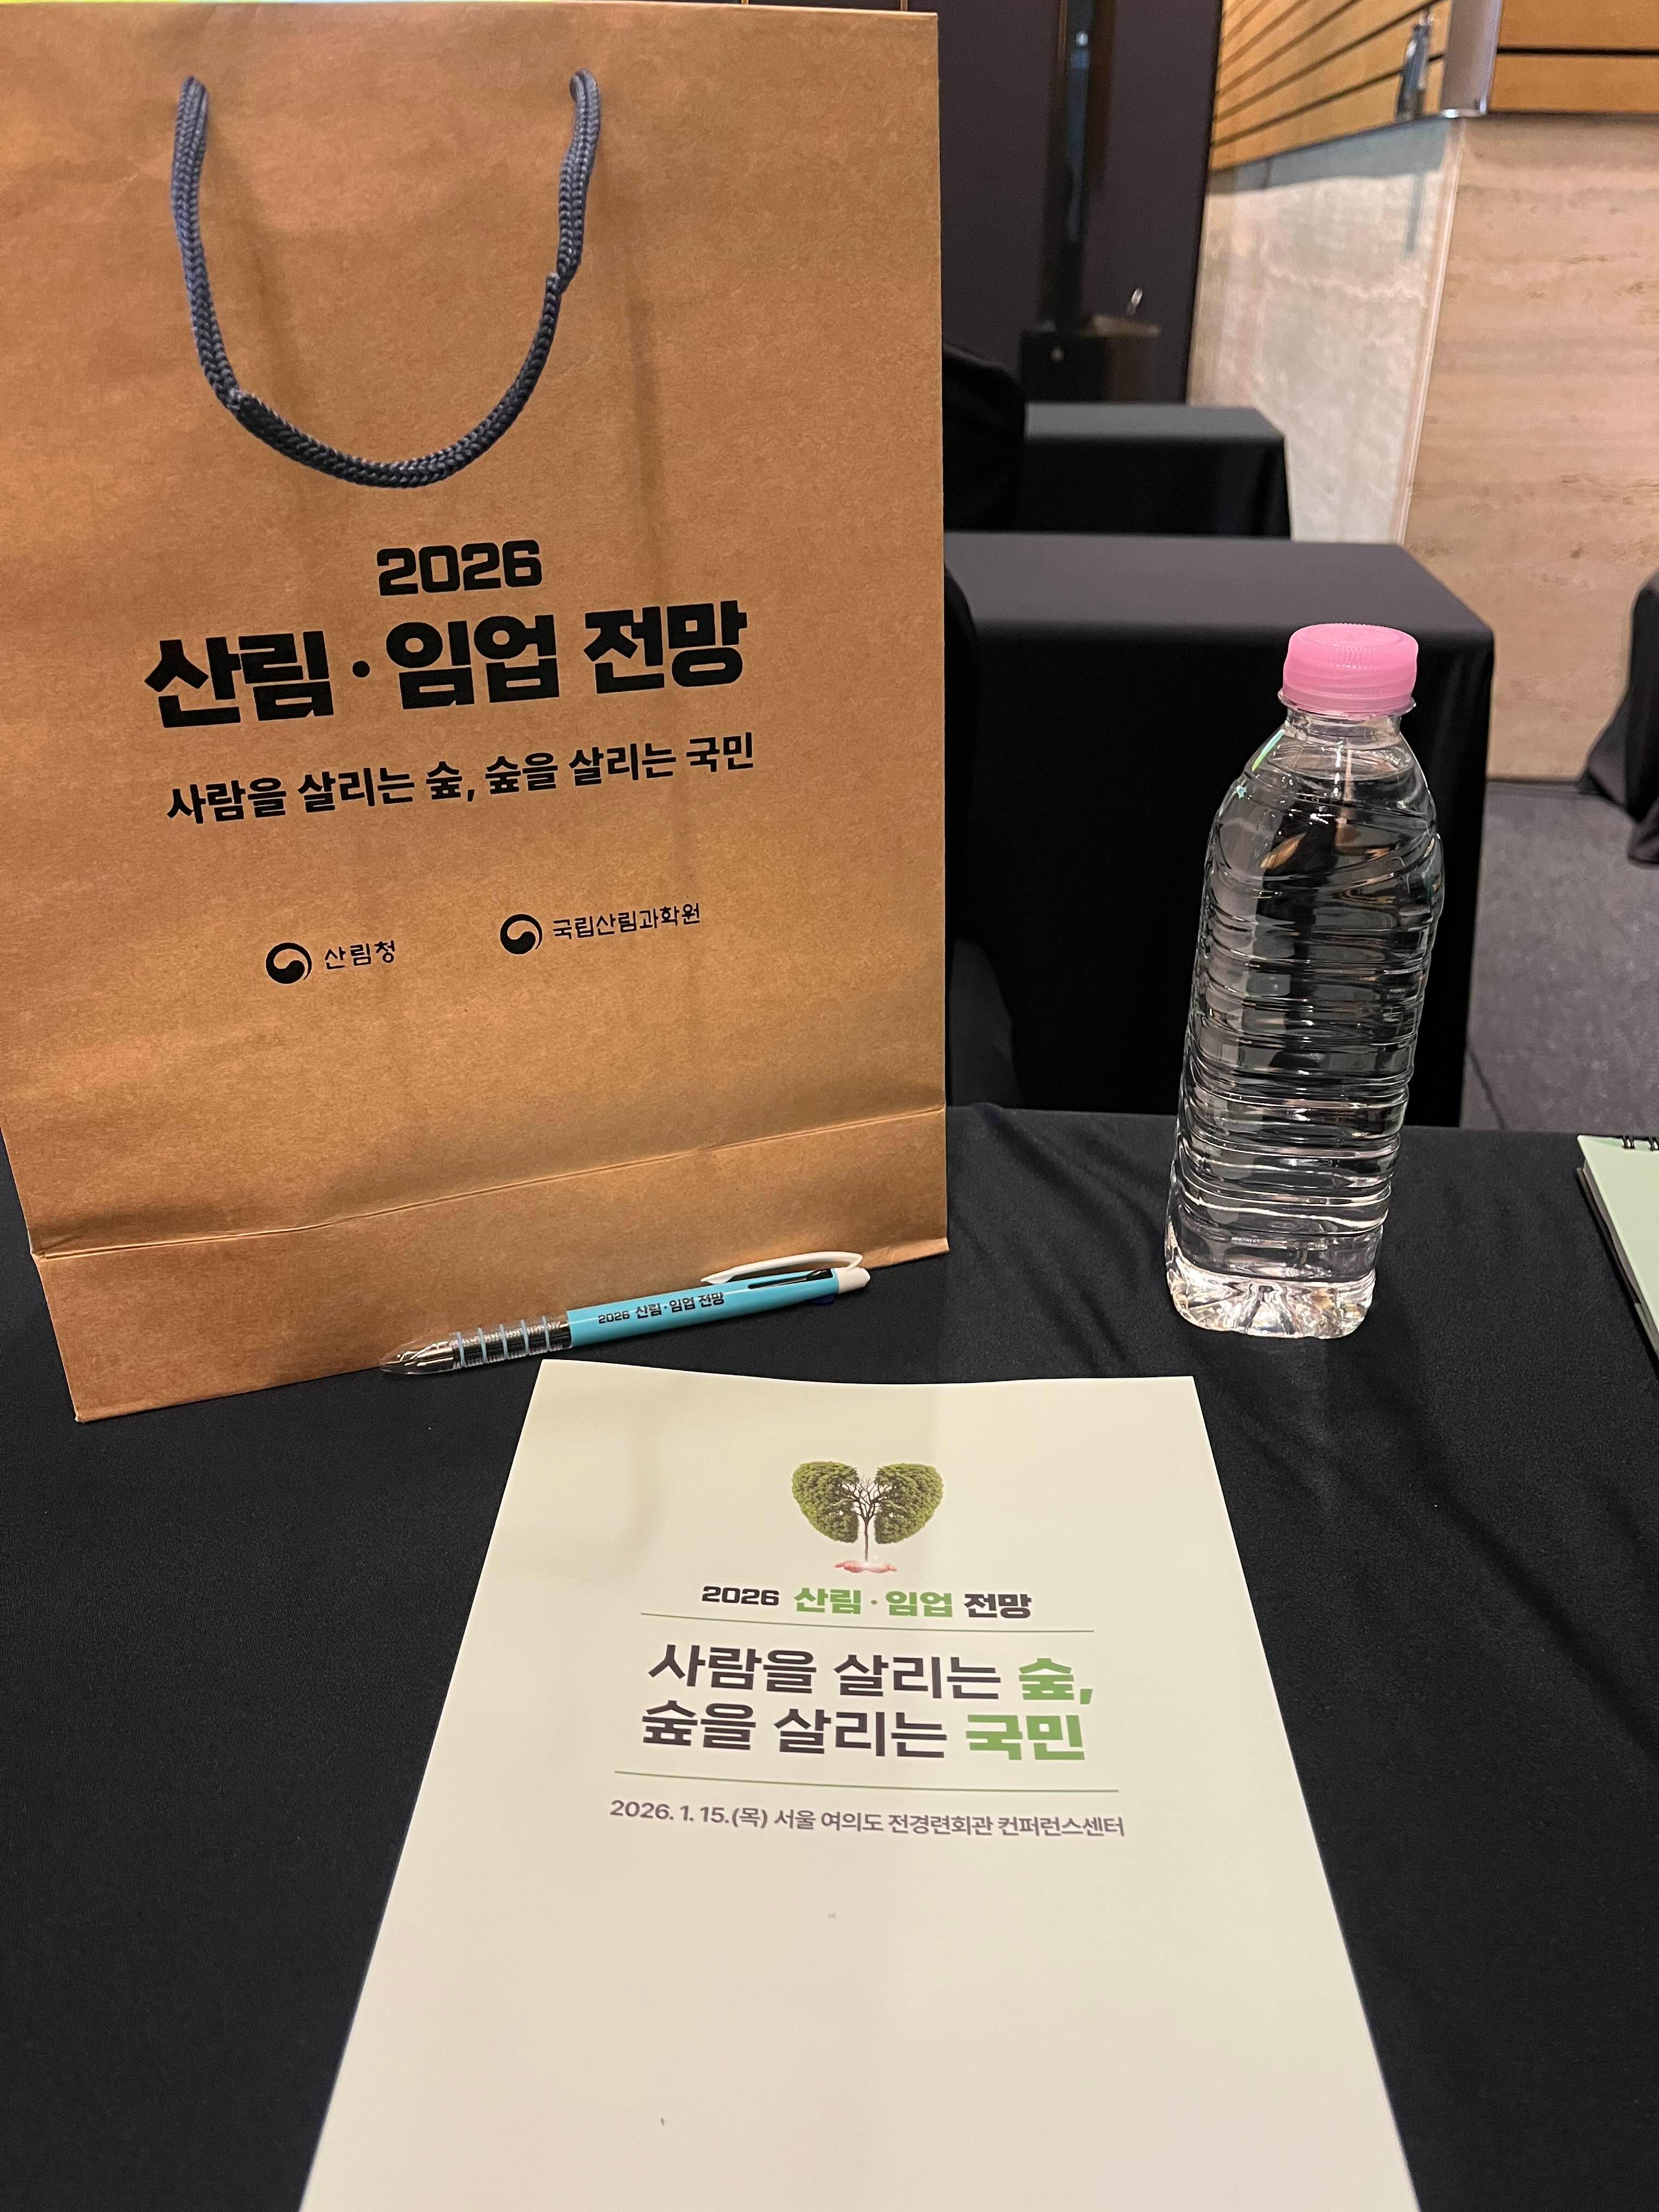 2026
산림·임업 전망
사람을 살리는 숲, 숲을 살리는 국민
산림청
국립산림과학원
2026 산림·임업 전망
2026 산림·임업 전망
사람을 살리는 숲,
숲을 살리는 국민
2026. 1. 15.(목) 서울 여의도 전경련회관 컨퍼런스센터